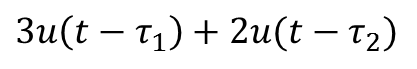 3u(t − τ₁) + 2u(t − τ₂)